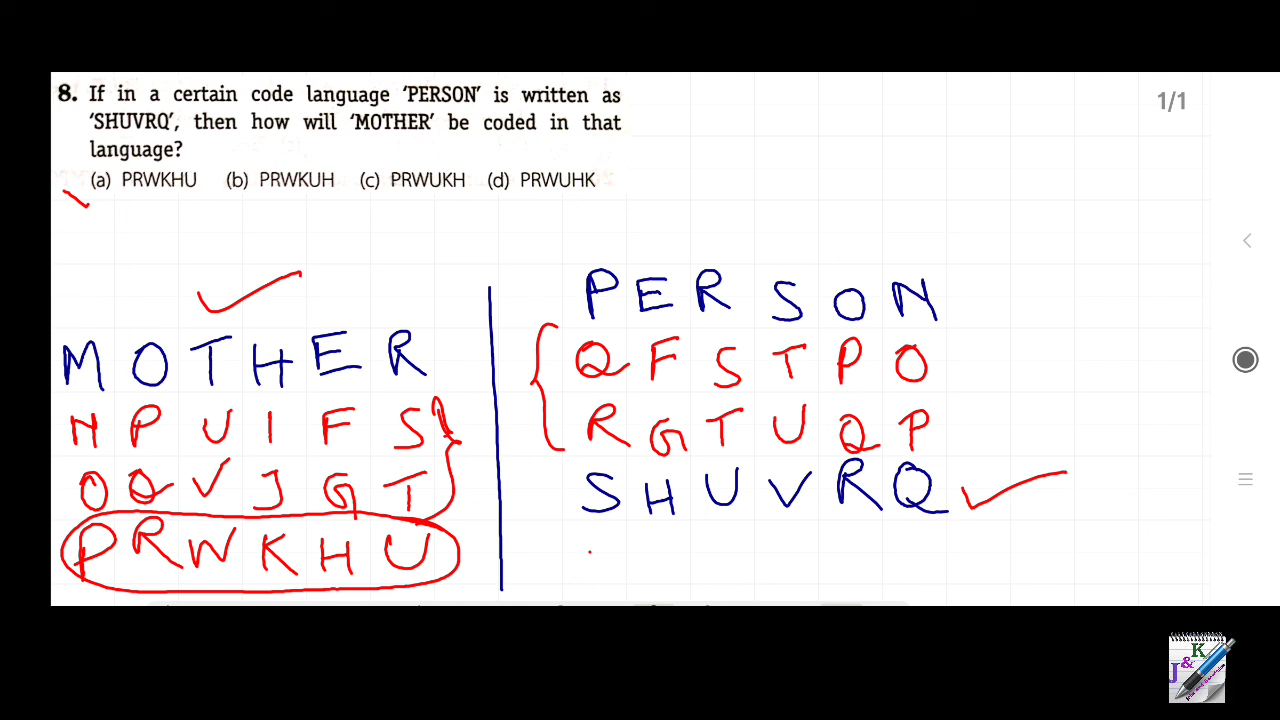 8. If in a certain code language 'PERSON' is written as
'SHUVRQ', then how will 'MOTHER' be coded in that
language?
(a) PRWKHU (b) PRWKUH (c) PRWUKH (d) PRWUHK
1/1
MOTHER
NPUIFS
OQVJGT
PRWKHU
PERSON
QFSTPO
RGTUQP
SHUVRQ
J & K